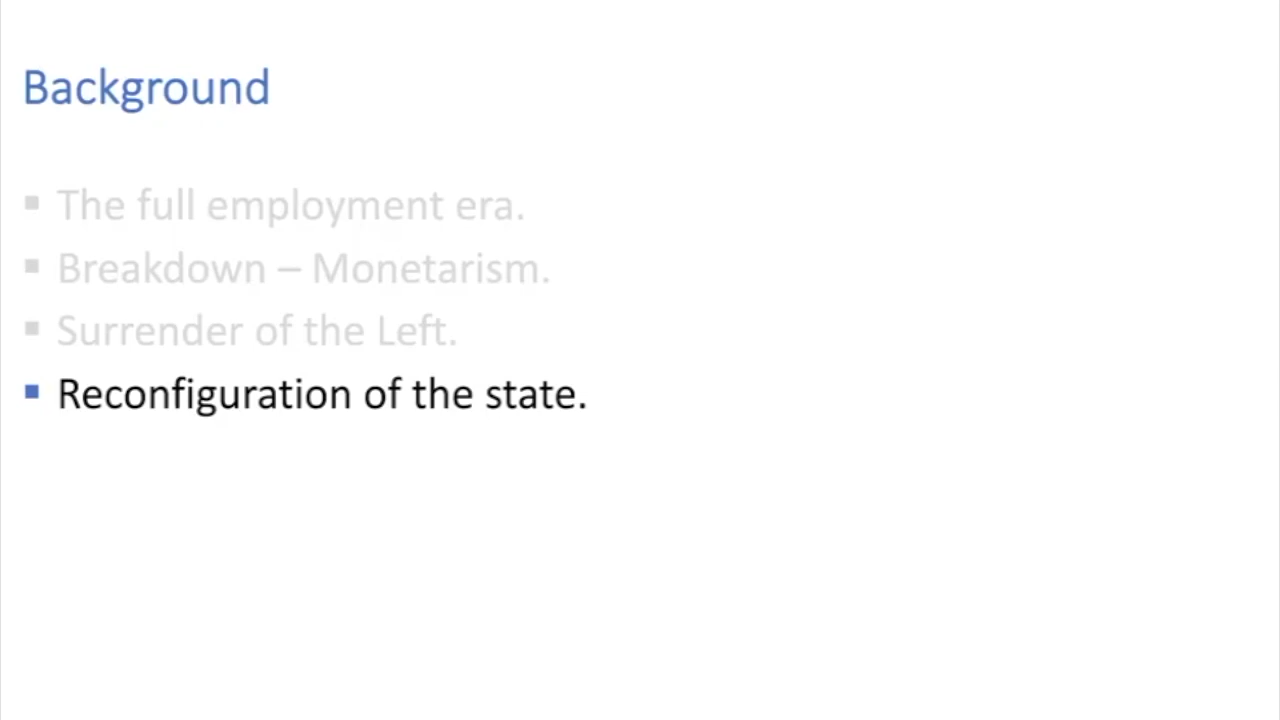 Background
▪ The full employment era.
▪ Breakdown – Monetarism.
▪ Surrender of the Left.
▪ Reconfiguration of the state.